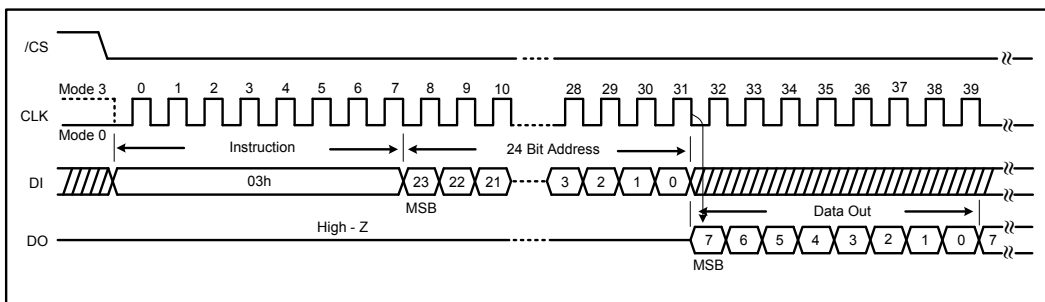 /CS
Mode 3 0 1 2 3 4 5 6 7 8 9 10 28 29 30 31 32 33 34 35 36 37 38 39
CLK
Mode 0
Instruction 24 Bit Address
DI 03h 23 22 21 3 2 1 0
MSB Data Out
High - Z
DO 7 6 5 4 3 2 1 0 7
MSB